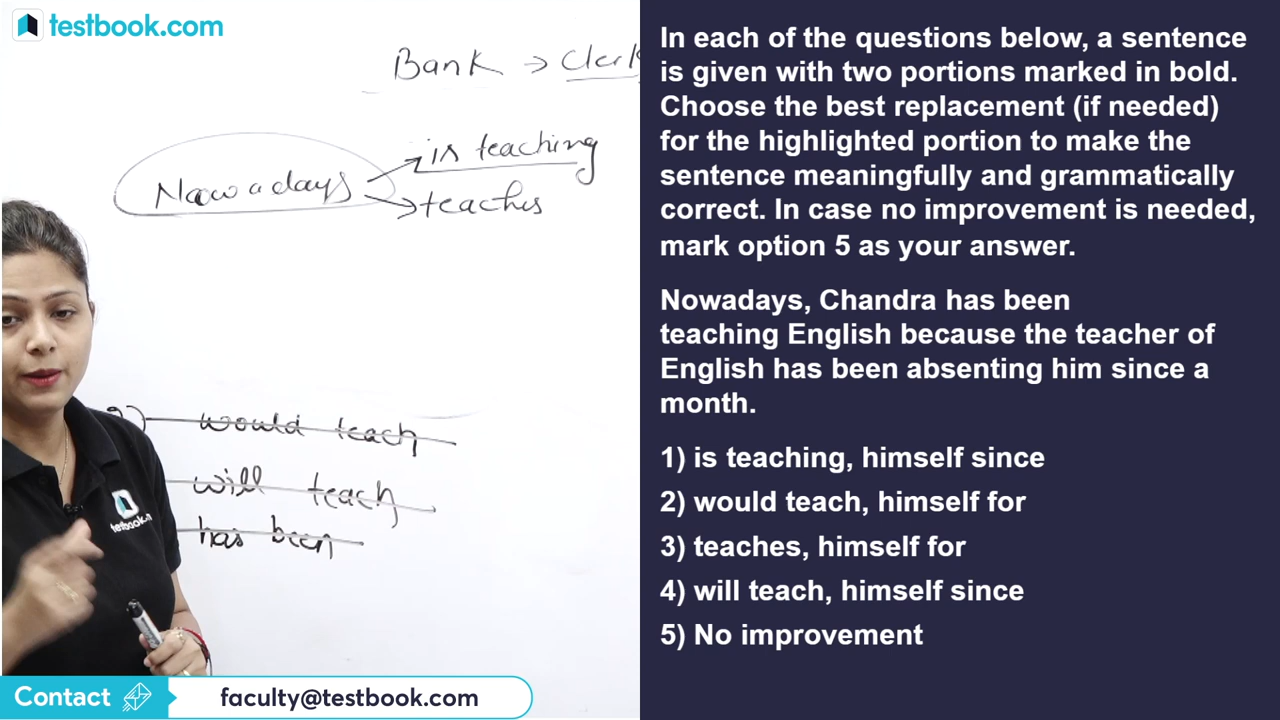 testbook.com
Bank → Clerk
Nowadays
is teaching
teaches
would teach
will teach
has been
testbook
Contact
faculty@testbook.com
In each of the questions below, a sentence
is given with two portions marked in bold.
Choose the best replacement (if needed)
for the highlighted portion to make the
sentence meaningfully and grammatically
correct. In case no improvement is needed,
mark option 5 as your answer.
Nowadays, Chandra has been
teaching English because the teacher of
English has been absenting him since a
month.
1) is teaching, himself since
2) would teach, himself for
3) teaches, himself for
4) will teach, himself since
5) No improvement